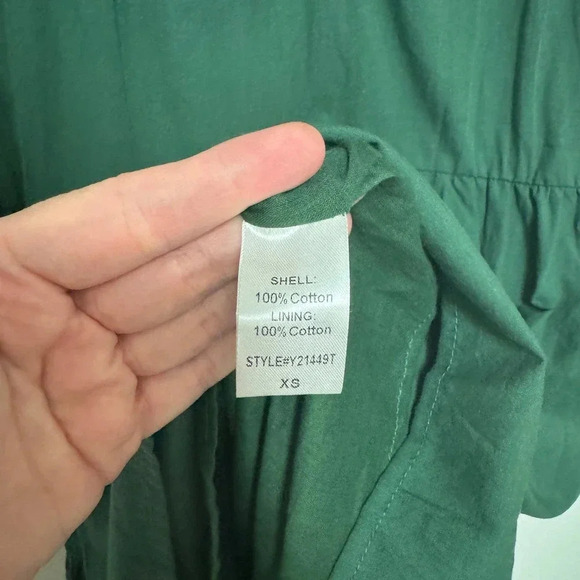 SHELL:
100% Cotton
LINING:
100% Cotton
STYLE#Y21449T
XS